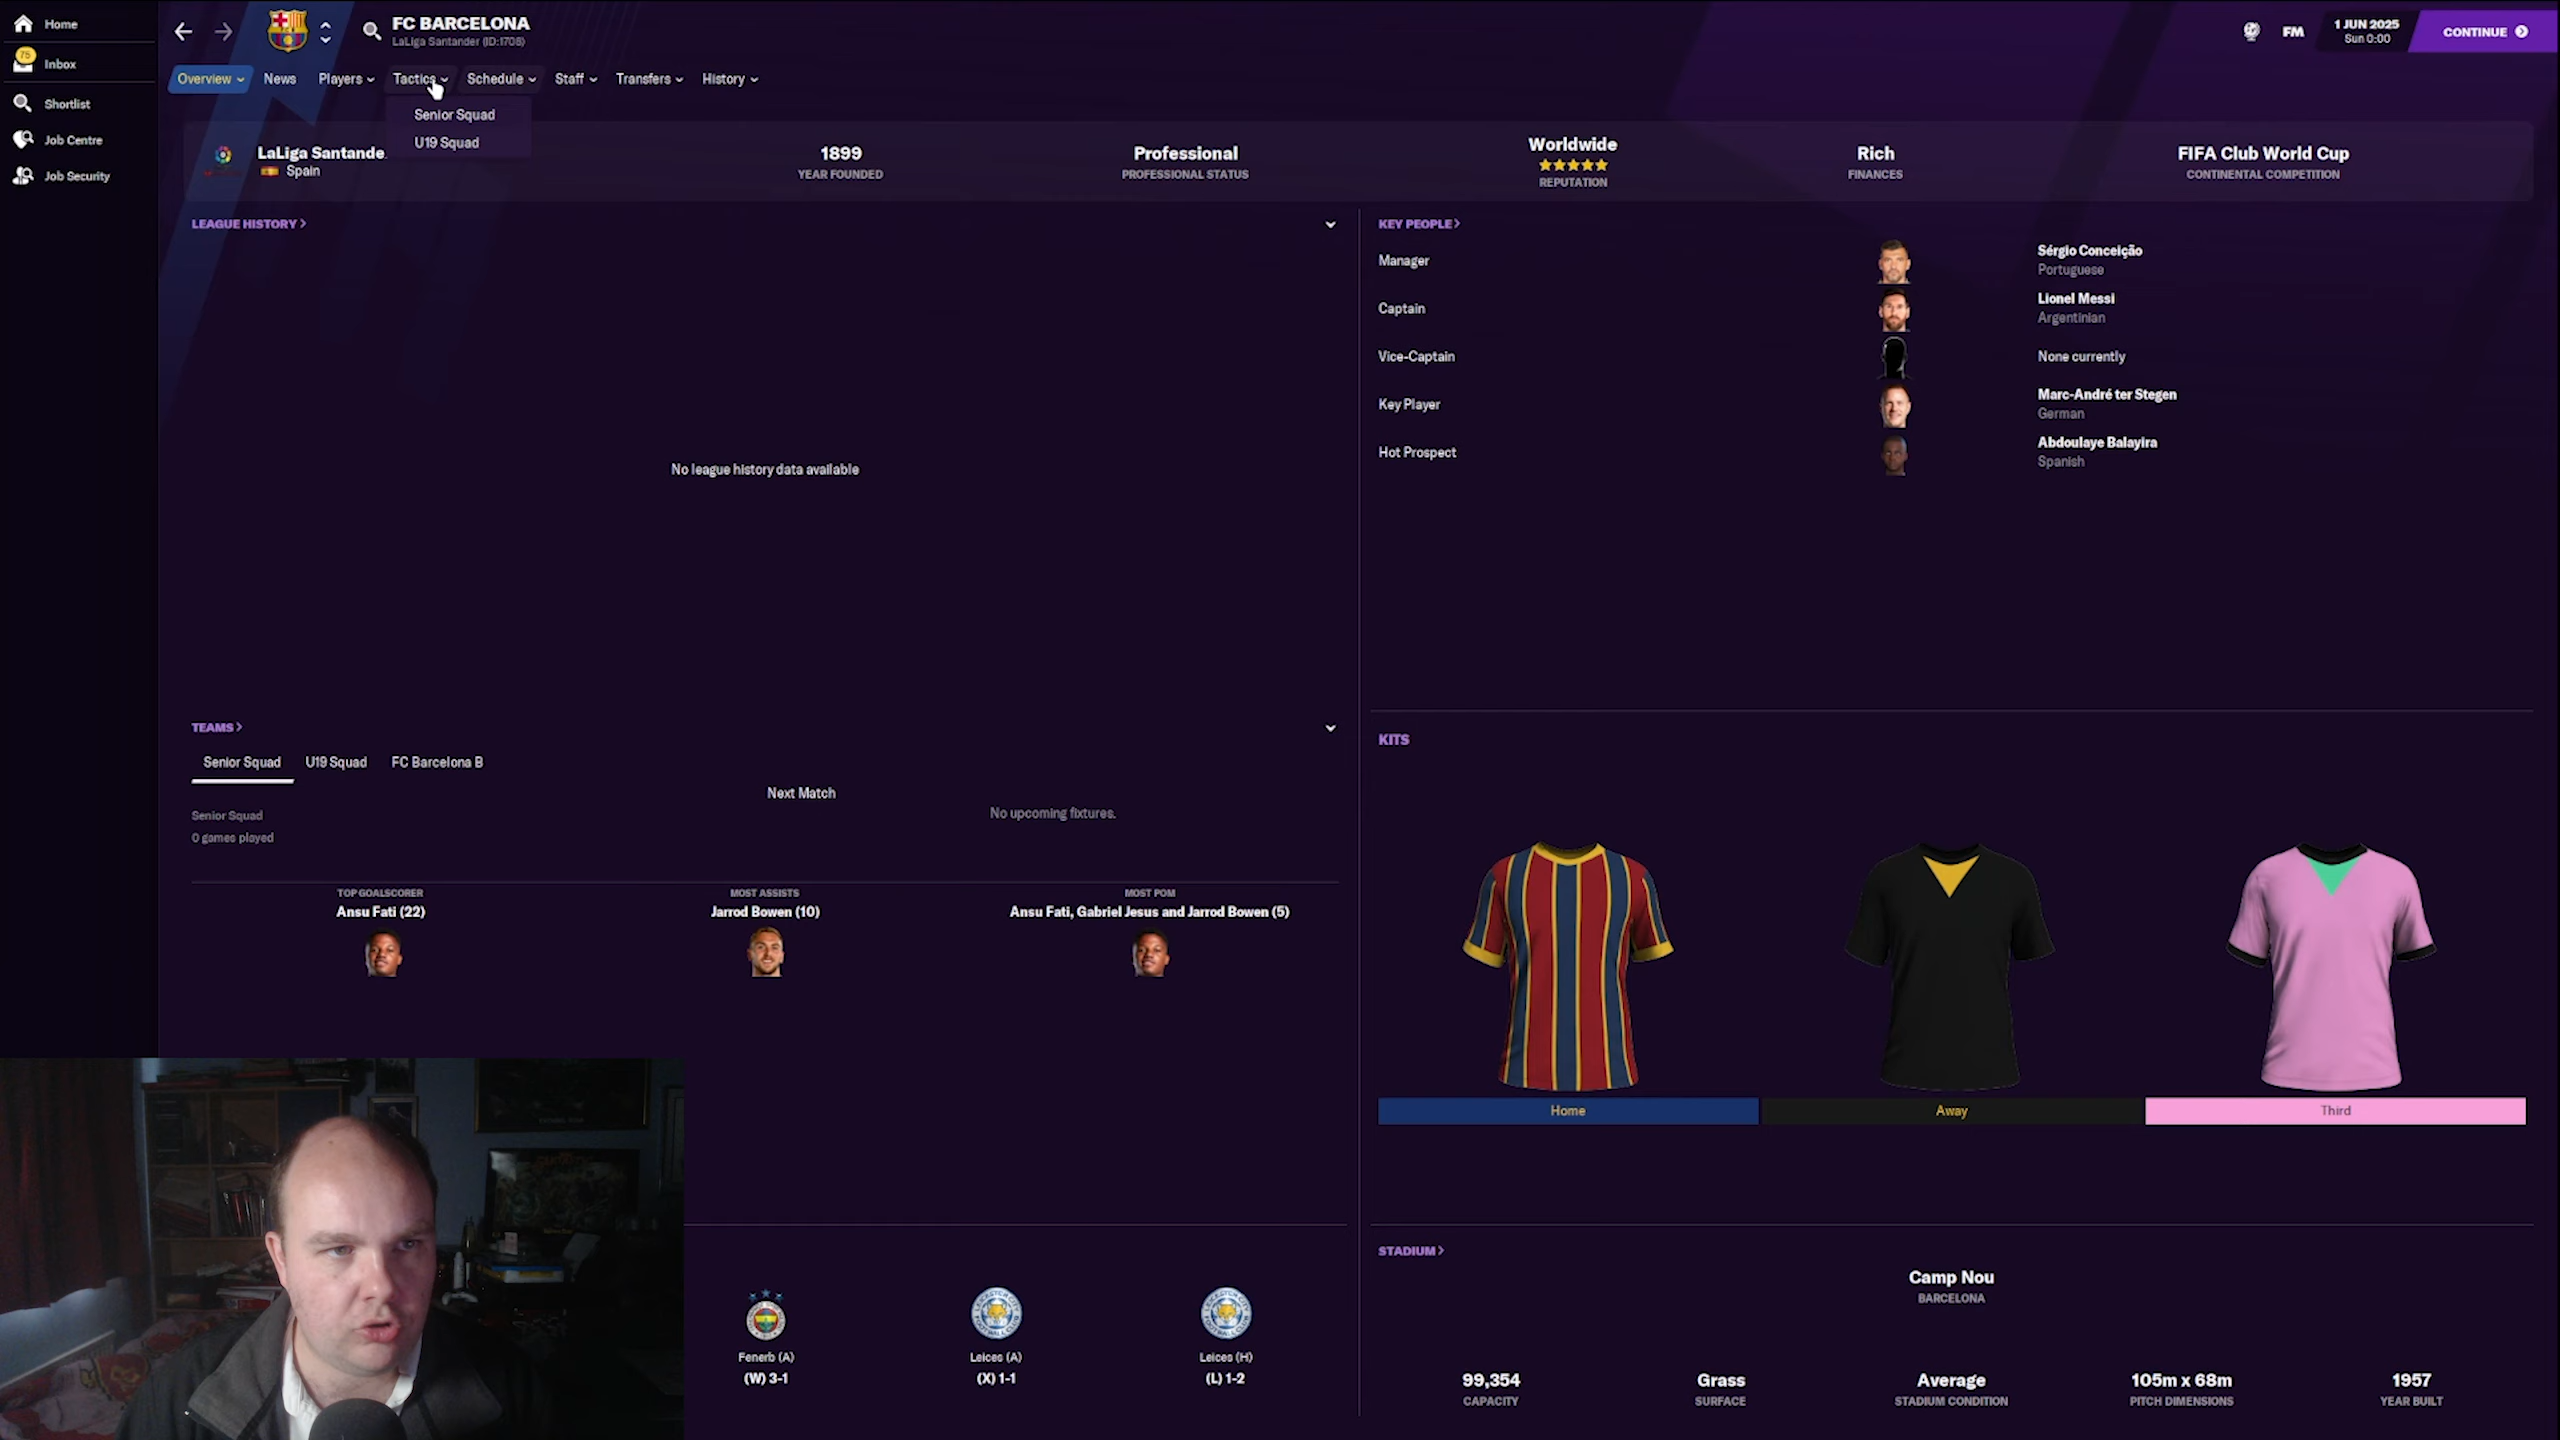 Home
75
Inbox
Shortlist
Job Centre
Job Security
FC BARCELONA
LaLiga Santander (ID:1708)
FM
1 JUN 2025
Sun 0:00
CONTINUE
Overview
News
Players
Tactics
Schedule
Staff
Transfers
History
Senior Squad
U19 Squad
LaLiga Santande
Spain
1899
YEAR FOUNDED
Professional
PROFESSIONAL STATUS
Worldwide
REPUTATION
Rich
FINANCES
FIFA Club World Cup
CONTINENTAL COMPETITION
LEAGUE HISTORY >
No league history data available
KEY PEOPLE >
Manager
Sérgio Conceição
Portuguese
Captain
Lionel Messi
Argentinian
Vice-Captain
None currently
Key Player
Marc-André ter Stegen
German
Hot Prospect
Abdoulaye Balayira
Spanish
TEAMS >
Senior Squad
U19 Squad
FC Barcelona B
Senior Squad
0 games played
Next Match
No upcoming fixtures.
TOP GOALSCORER
Ansu Fati (22)
MOST ASSISTS
Jarrod Bowen (10)
MOST POM
Ansu Fati, Gabriel Jesus and Jarrod Bowen (5)
KITS
Home
Away
Third
Fenerb (A)
(W) 3-1
Leices (A)
(X) 1-1
Leices (H)
(L) 1-2
STADIUM >
Camp Nou
BARCELONA
99,354
CAPACITY
Grass
SURFACE
Average
STADIUM CONDITION
105m x 68m
PITCH DIMENSIONS
1957
YEAR BUILT